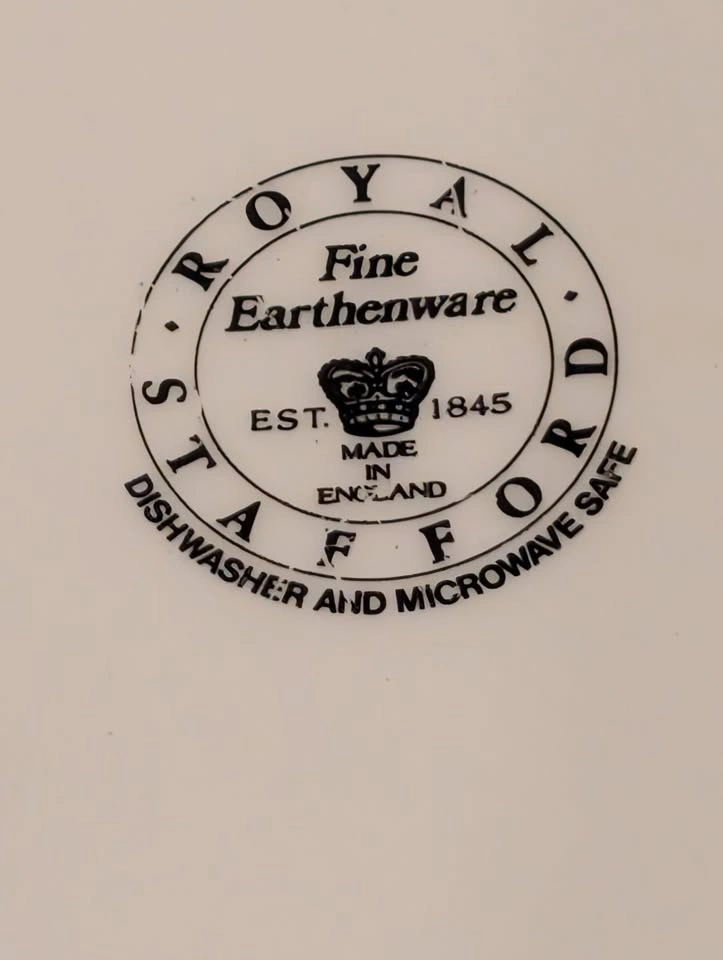 ROYAL
STAFFORD
Fine
Earthenware
EST. 1845
MADE
IN
ENGLAND
DISHWASHER AND MICROWAVE SAFE